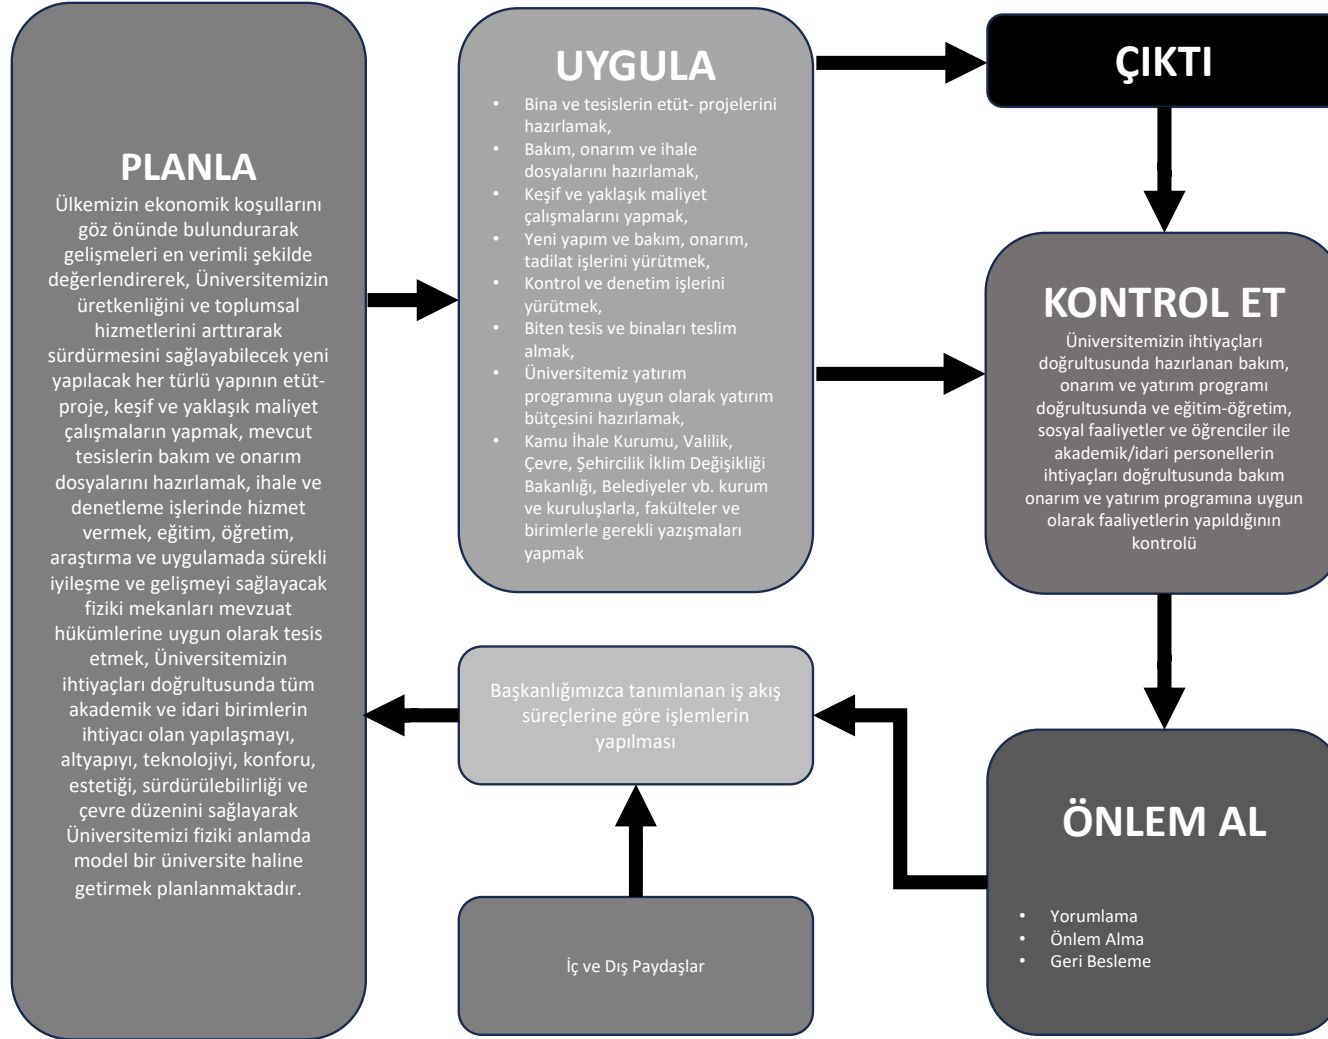 PLANLA
Ülkemizin ekonomik koşullarını
göz önünde bulundurarak
gelişmeleri en verimli şekilde
değerlendirerek, Üniversitemizin
üretkenliğini ve toplumsal
hizmetlerini arttırarak
sürdürmesini sağlayabilecek yeni
yapılacak her türlü yapının etüt-
proje, keşif ve yaklaşık maliyet
çalışmaların yapmak, mevcut
tesislerin bakım ve onarım
dosyalarını hazırlamak, ihale ve
denetleme işlerinde hizmet
vermek, eğitim, öğretim,
araştırma ve uygulamada sürekli
iyileşme ve gelişmeyi sağlayacak
fiziki mekanları mevzuat
hükümlerine uygun olarak tesis
etmek, Üniversitemizin
ihtiyaçları doğrultusunda tüm
akademik ve idari birimlerin
ihtiyacı olan yapılaşmayı,
altyapıyı, teknolojiyi, konforu,
estetiği, sürdürülebilirliği ve
çevre düzenini sağlayarak
Üniversitemizi fiziki anlamda
model bir üniversite haline
getirmek planlanmaktadır.
UYGULA
• Bina ve tesislerin etüt- projelerini
hazırlamak,
• Bakım, onarım ve ihale
dosyalarını hazırlamak,
• Keşif ve yaklaşık maliyet
çalışmalarını yapmak,
• Yeni yapım ve bakım, onarım,
tadilat işlerini yürütmek,
• Kontrol ve denetim işlerini
yürütmek,
• Biten tesis ve binaları teslim
almak,
• Üniversitemiz yatırım
programına uygun olarak yatırım
bütçesini hazırlamak,
• Kamu İhale Kurumu, Valilik,
Çevre, Şehircilik İklim Değişikliği
Bakanlığı, Belediyeler vb. kurum
ve kuruluşlarla, fakülteler ve
birimlerle gerekli yazışmaları
yapmak
ÇIKTI
KONTROL ET
Üniversitemizin ihtiyaçları
doğrultusunda hazırlanan bakım,
onarım ve yatırım programı
doğrultusunda ve eğitim-öğretim,
sosyal faaliyetler ve öğrenciler ile
akademik/idari personellerin
ihtiyaçları doğrultusunda bakım
onarım ve yatırım programına uygun
olarak faaliyetlerin yapıldığının
kontrolü
ÖNLEM AL
• Yorumlama
• Önlem Alma
• Geri Besleme
Başkanlığımızca tanımlanan iş akış
süreçlerine göre işlemlerin
yapılması
İç ve Dış Paydaşlar